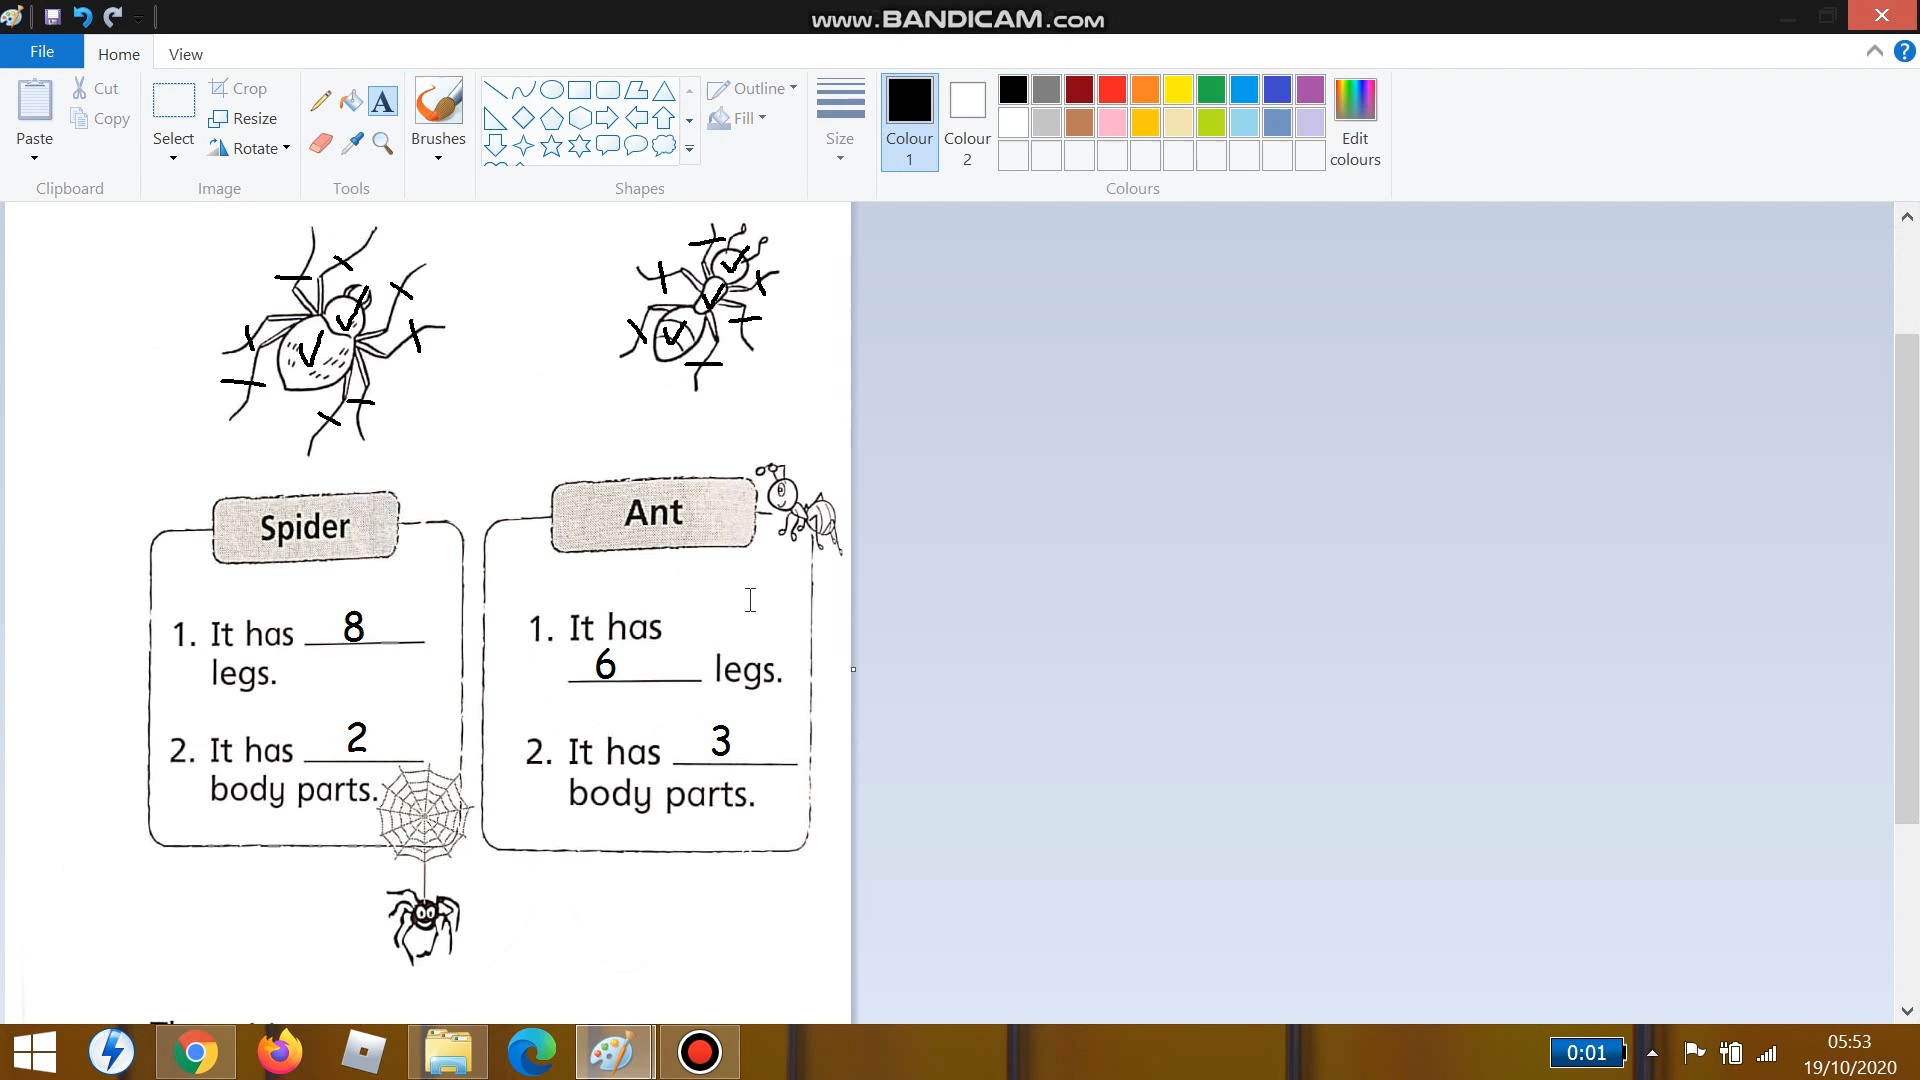 www.BANDICAM.com
File Home View
Paste
Cut
Copy
Clipboard
Select
Crop
Resize
Rotate
Image
A
Tools
Brushes
Shapes
Outline
Fill
Size
Colour 1
Colour 2
Edit colours
Colours
Spider
1. It has 8
legs.
2. It has 2
body parts.
Ant
1. It has
6 legs.
2. It has 3
body parts.
0:01
05:53
19/10/2020